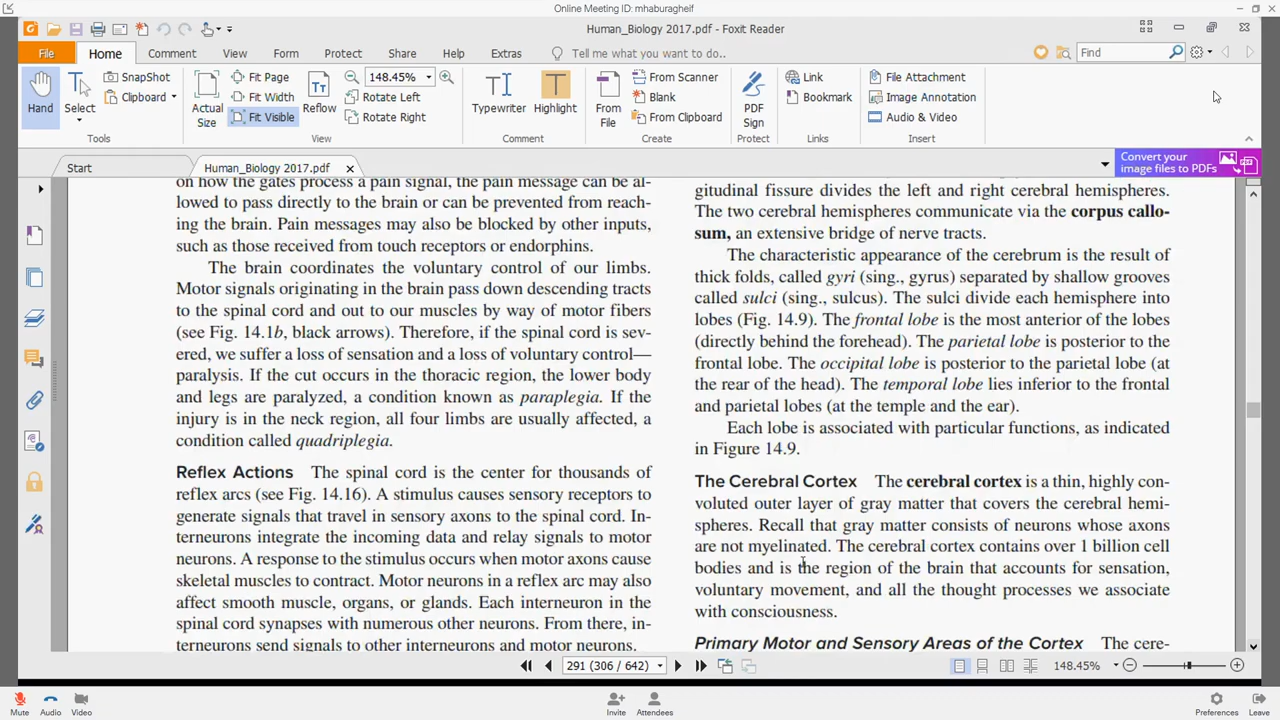 Online Meeting ID: mhaburagheif
Human_Biology 2017.pdf - Foxit Reader
File Home Comment View Form Protect Share Help Extras Tell me what you want to do.. Find
Hand
Select
SnapShot
Clipboard
Tools
Actual Size
Fit Page
Fit Width
Fit Visible
Reflow
148.45%
Rotate Left
Rotate Right
View
Typewriter
Highlight
Comment
From File
From Scanner
Blank
From Clipboard
Create
PDF Sign
Protect
Link
Bookmark
Links
File Attachment
Image Annotation
Audio & Video
Insert
Start
Human_Biology 2017.pdf
Convert your
image files to PDFs
on how the gates process a pain signal, the pain message can be al-
lowed to pass directly to the brain or can be prevented from reach-
ing the brain. Pain messages may also be blocked by other inputs,
such as those received from touch receptors or endorphins.
The brain coordinates the voluntary control of our limbs.
Motor signals originating in the brain pass down descending tracts
to the spinal cord and out to our muscles by way of motor fibers
(see Fig. 14.1b, black arrows). Therefore, if the spinal cord is sev-
ered, we suffer a loss of sensation and a loss of voluntary control—
paralysis. If the cut occurs in the thoracic region, the lower body
and legs are paralyzed, a condition known as paraplegia. If the
injury is in the neck region, all four limbs are usually affected, a
condition called quadriplegia.
Reflex Actions The spinal cord is the center for thousands of
reflex arcs (see Fig. 14.16). A stimulus causes sensory receptors to
generate signals that travel in sensory axons to the spinal cord. In-
terneurons integrate the incoming data and relay signals to motor
neurons. A response to the stimulus occurs when motor axons cause
skeletal muscles to contract. Motor neurons in a reflex arc may also
affect smooth muscle, organs, or glands. Each interneuron in the
spinal cord synapses with numerous other neurons. From there, in-
terneurons send signals to other interneurons and motor neurons.
gitudinal fissure divides the left and right cerebral hemispheres.
The two cerebral hemispheres communicate via the corpus callo-
sum, an extensive bridge of nerve tracts.
The characteristic appearance of the cerebrum is the result of
thick folds, called gyri (sing., gyrus) separated by shallow grooves
called sulci (sing., sulcus). The sulci divide each hemisphere into
lobes (Fig. 14.9). The frontal lobe is the most anterior of the lobes
(directly behind the forehead). The parietal lobe is posterior to the
frontal lobe. The occipital lobe is posterior to the parietal lobe (at
the rear of the head). The temporal lobe lies inferior to the frontal
and parietal lobes (at the temple and the ear).
Each lobe is associated with particular functions, as indicated
in Figure 14.9.
The Cerebral Cortex The cerebral cortex is a thin, highly con-
voluted outer layer of gray matter that covers the cerebral hemi-
spheres. Recall that gray matter consists of neurons whose axons
are not myelinated. The cerebral cortex contains over 1 billion cell
bodies and is the region of the brain that accounts for sensation,
voluntary movement, and all the thought processes we associate
with consciousness.
Primary Motor and Sensory Areas of the Cortex The cere-
291 (306 / 642)
148.45%
Mute
Audio
Video
Invite
Attendees
Preferences
Leave